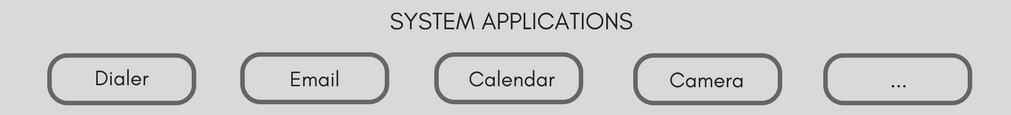 SYSTEM APPLICATIONS
Dialer Email Calendar Camera ...